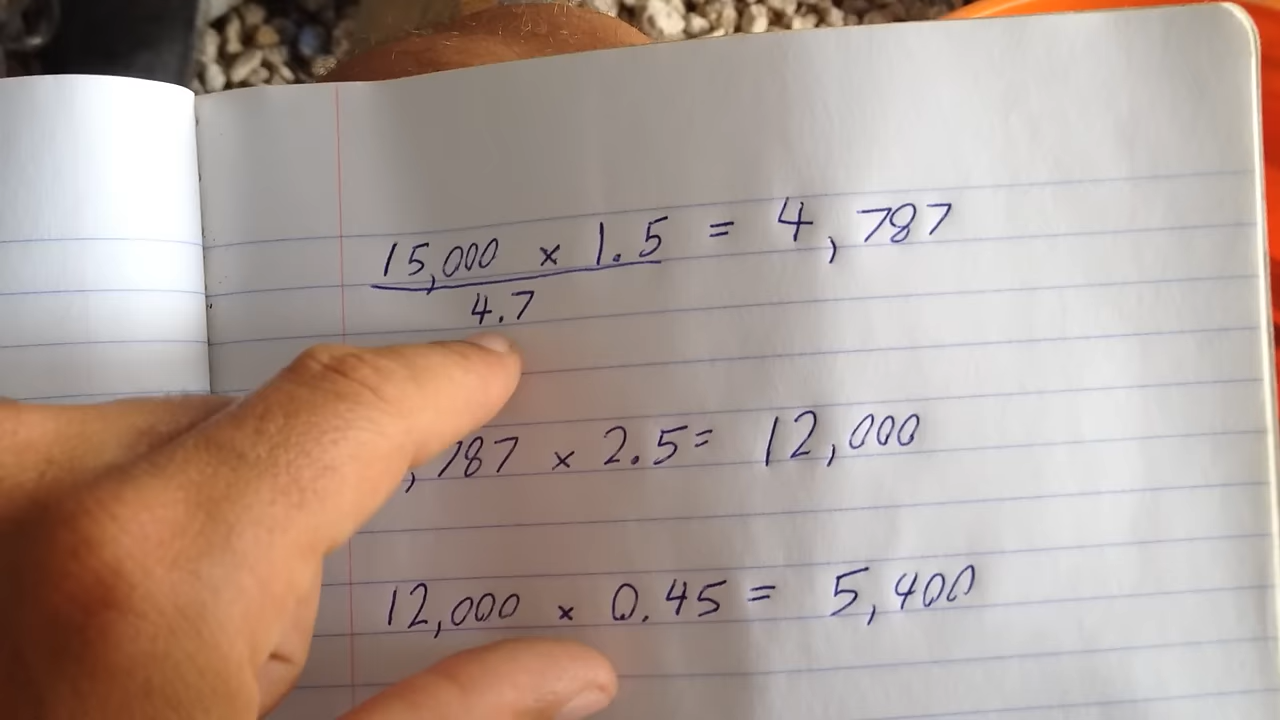 15,000 × 1.5 = 4,787
4.7
,787 × 2.5 = 12,000
12,000 × 0.45 = 5,400